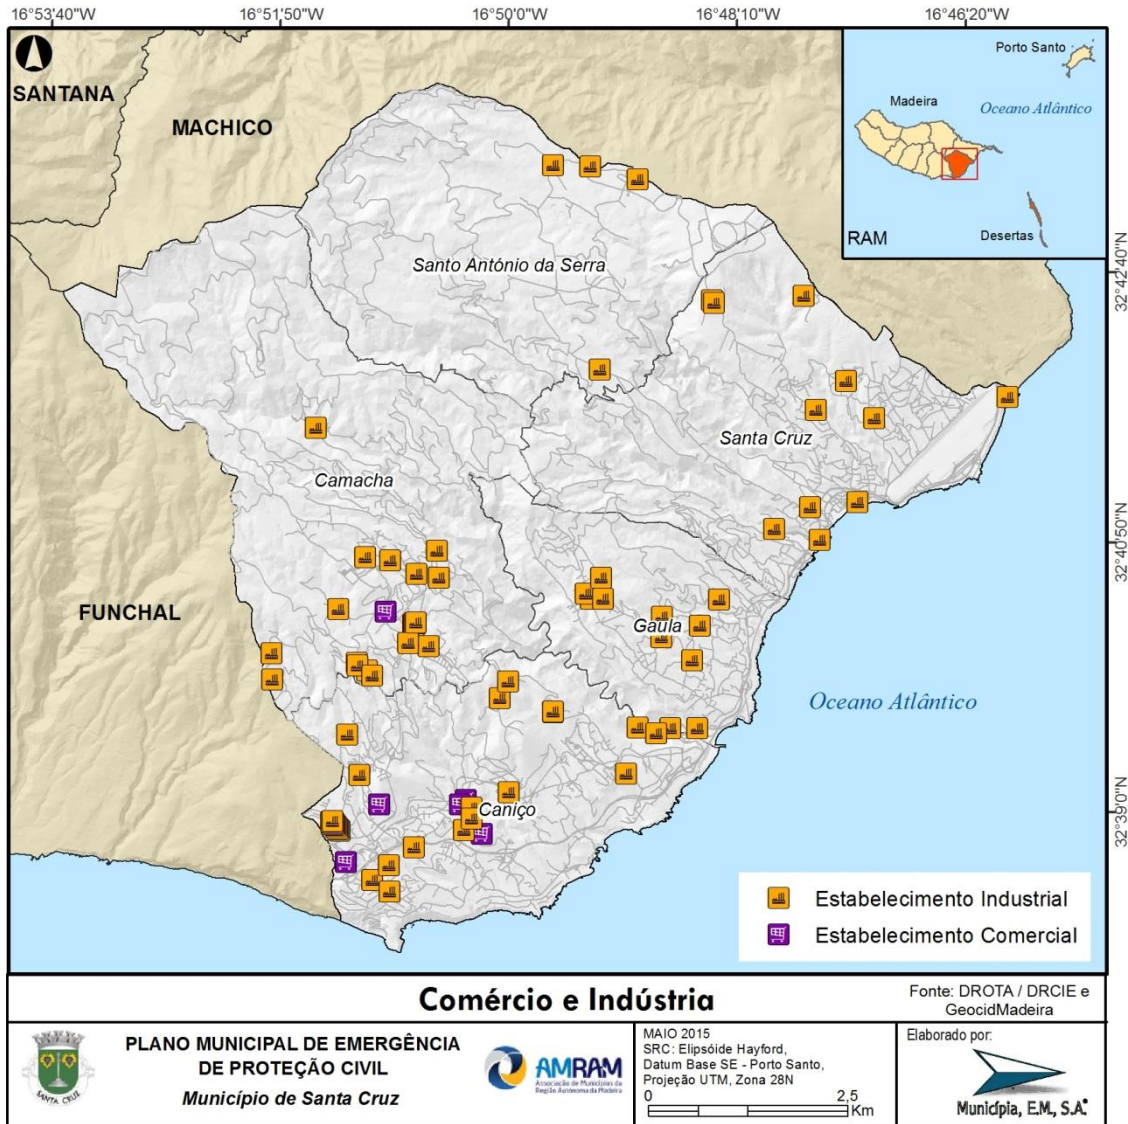 16°53'40"W
16°51'50"W
16°50'0"W
16°48'10"W
16°46'20"W
SANTANA
MACHICO
Porto Santo
Madeira
Oceano Atlântico
Desertas
RAM
Santo António da Serra
32°42'40"N
Santa Cruz
Camacha
32°40'50"N
FUNCHAL
Gaula
Oceano Atlântico
Caniço
32°39'0"N
Estabelecimento Industrial
Estabelecimento Comercial
Comércio e Indústria
Fonte: DROTA / DRCIE e
GeocidMadeira
SANTA CRUZ
PLANO MUNICIPAL DE EMERGÊNCIA
DE PROTEÇÃO CIVIL
Município de Santa Cruz
AMRAM
Associação de Municípios da
Região Autónoma da Madeira
MAIO 2015
SRC: Elipsóide Hayford,
Datum Base SE - Porto Santo,
Projeção UTM, Zona 28N
0 2,5
Km
Elaborado por:
Municípia, E.M., S.A.